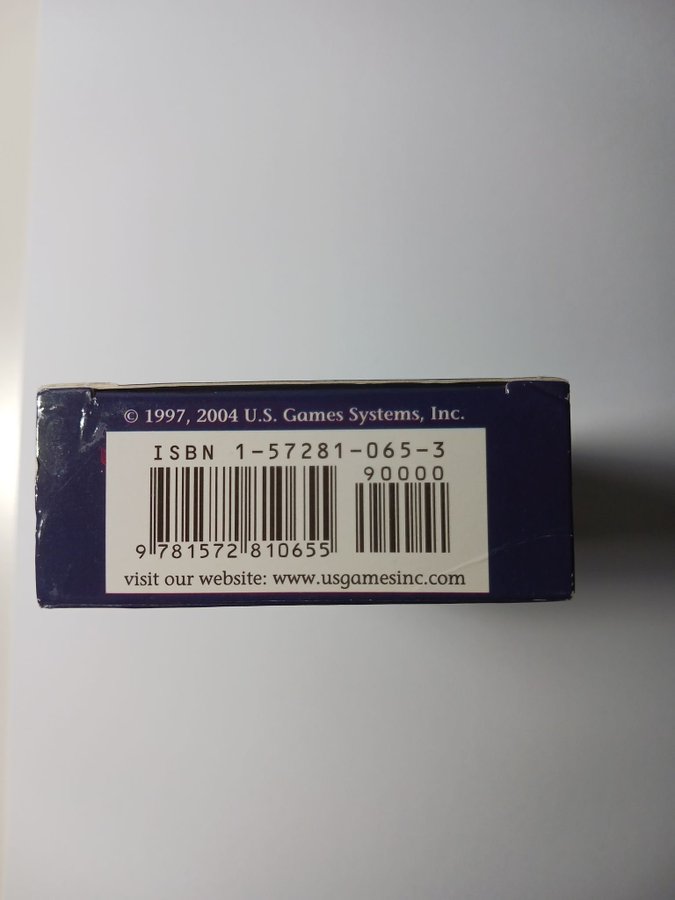 © 1997, 2004 U.S. Games Systems, Inc.
ISBN 1-57281-065-3
90000
9 781572 810655
visit our website: www.usgamesinc.com